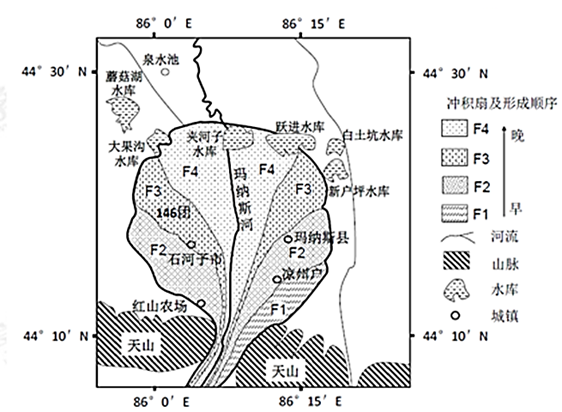 86° 0′ E
86° 15′ E
44° 30′ N
44° 30′ N
泉水池
蘑菇湖
水库
大泉沟
水库
夹河子
水库
跃进水库
白土坑水库
新户坪水库
F4
F4
F3
F3
玛纳斯河
146团
F2
石河子市
玛纳斯县
F2
凉州户
F1
红山农场
天山
天山
44° 10′ N
44° 10′ N
86° 0′ E
86° 15′ E
冲积扇及形成顺序
F4
晚
F3
F2
F1
早
河流
山脉
水库
城镇